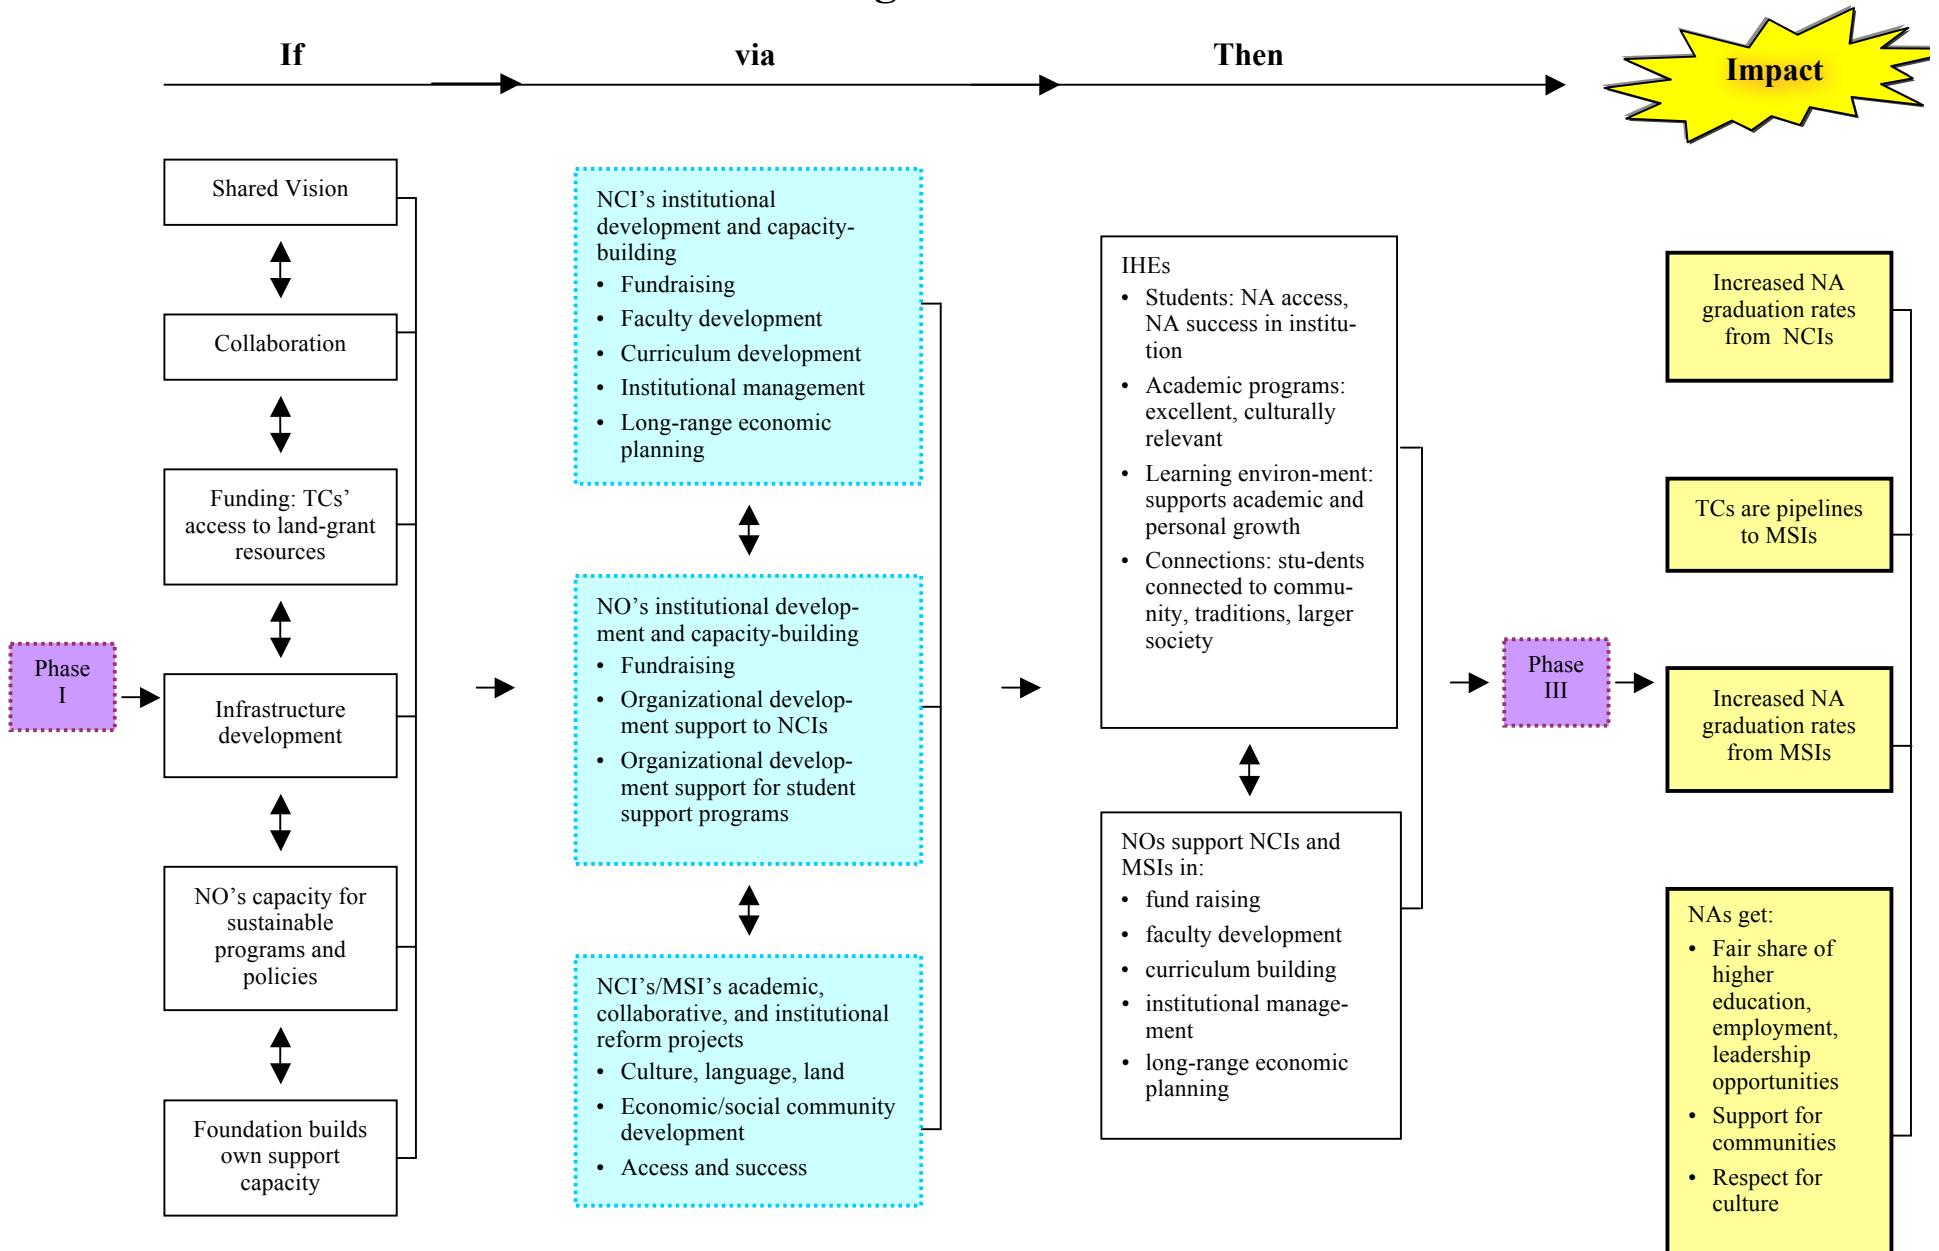 If
via
Then
Impact
Shared Vision
Collaboration
Funding: TCs’
access to land-grant
resources
Phase
I
Infrastructure
development
NO’s capacity for
sustainable
programs and
policies
Foundation builds
own support
capacity
NCI’s institutional
development and capacity-
building
• Fundraising
• Faculty development
• Curriculum development
• Institutional management
• Long-range economic
planning
NO’s institutional develop-
ment and capacity-building
• Fundraising
• Organizational develop-
ment support to NCIs
• Organizational develop-
ment support for student
support programs
NCI’s/MSI’s academic,
collaborative, and institutional
reform projects
• Culture, language, land
• Economic/social community
development
• Access and success
IHEs
• Students: NA access,
NA success in institu-
tion
• Academic programs:
excellent, culturally
relevant
• Learning environ-ment:
supports academic and
personal growth
• Connections: stu-dents
connected to commu-
nity, traditions, larger
society
NOs support NCIs and
MSIs in:
• fund raising
• faculty development
• curriculum building
• institutional manage-
ment
• long-range economic
planning
Phase
III
Increased NA
graduation rates
from NCIs
TCs are pipelines
to MSIs
Increased NA
graduation rates
from MSIs
NAs get:
• Fair share of
higher
education,
employment,
leadership
opportunities
• Support for
communities
• Respect for
culture